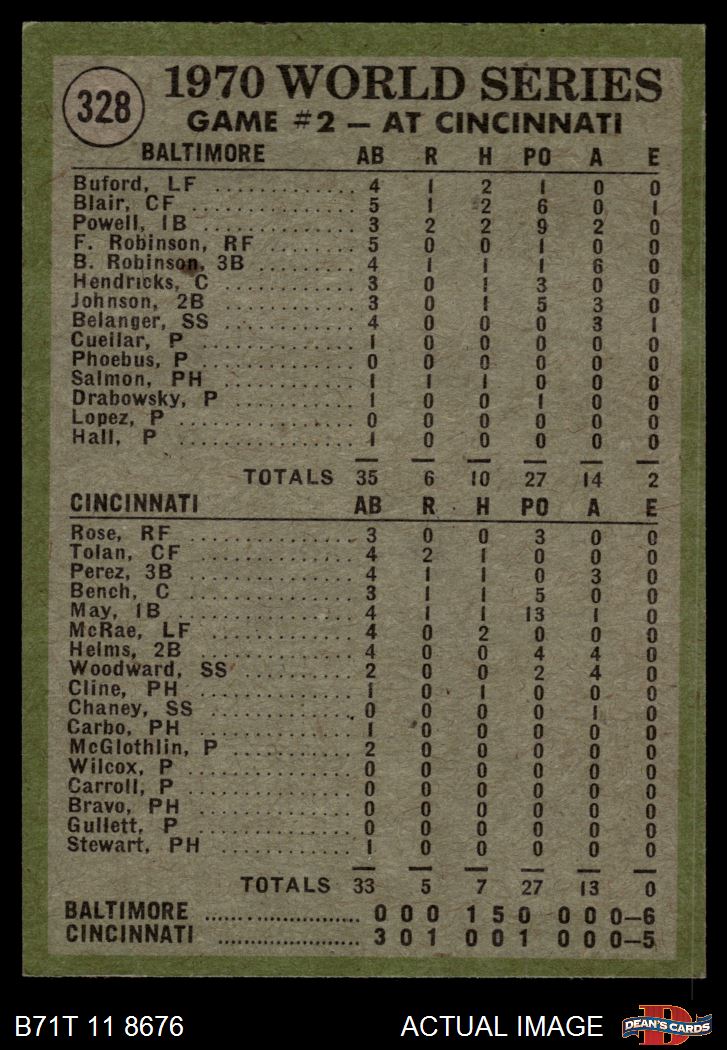 328
1970 WORLD SERIES
GAME #2 — AT CINCINNATI
BALTIMORE AB R H PO A E
Buford, LF ............. 4 1 2 1 0 0
Blair, CF ............. 5 1 2 6 0 1
Powell, 1B ............. 3 2 2 9 2 0
F. Robinson, RF ......... 5 0 0 1 0 0
B. Robinson, 3B ......... 4 1 1 1 6 0
Hendricks, C ........... 3 0 1 3 0 0
Johnson, 2B ............ 3 0 1 5 3 0
Belanger, SS ........... 4 0 0 0 3 1
Cuellar, P ............. 1 0 0 0 0 0
Phoebus, P ............. 0 0 0 0 0 0
Salmon, PH ............ 1 1 1 0 0 0
Drabowsky, P ........... 1 0 0 1 0 0
Lopez, P ............... 0 0 0 0 0 0
Hall, P ................ 1 0 0 0 0 0
TOTALS 35 6 10 27 14 2
CINCINNATI AB R H PO A E
Rose, RF ............... 3 0 0 3 0 0
Tolan, CF .............. 4 2 1 0 0 0
Perez, 3B .............. 4 1 1 0 3 0
Bench, C ............... 3 1 1 5 0 0
May, 1B ................ 4 1 1 13 1 0
McRae, LF .............. 4 0 2 0 0 0
Helms, 2B .............. 4 0 0 4 4 0
Woodward, SS ........... 2 0 0 2 4 0
Cline, PH .............. 1 0 1 0 0 0
Chaney, SS ............. 0 0 0 0 1 0
Carbo, PH .............. 1 0 0 0 0 0
McGlothlin, P .......... 2 0 0 0 0 0
Wilcox, P .............. 0 0 0 0 0 0
Carroll, P ............. 0 0 0 0 0 0
Bravo, PH .............. 0 0 0 0 0 0
Gullett, P ............. 0 0 0 0 0 0
Stewart, PH ............ 1 0 0 0 0 0
TOTALS 33 5 7 27 13 0
BALTIMORE ..................... 0 0 0 1 5 0 0 0 0—6
CINCINNATI .................... 3 0 1 0 0 1 0 0 0—5
B71T 11 8676 ACTUAL IMAGE
D
DEAN'S CARDS